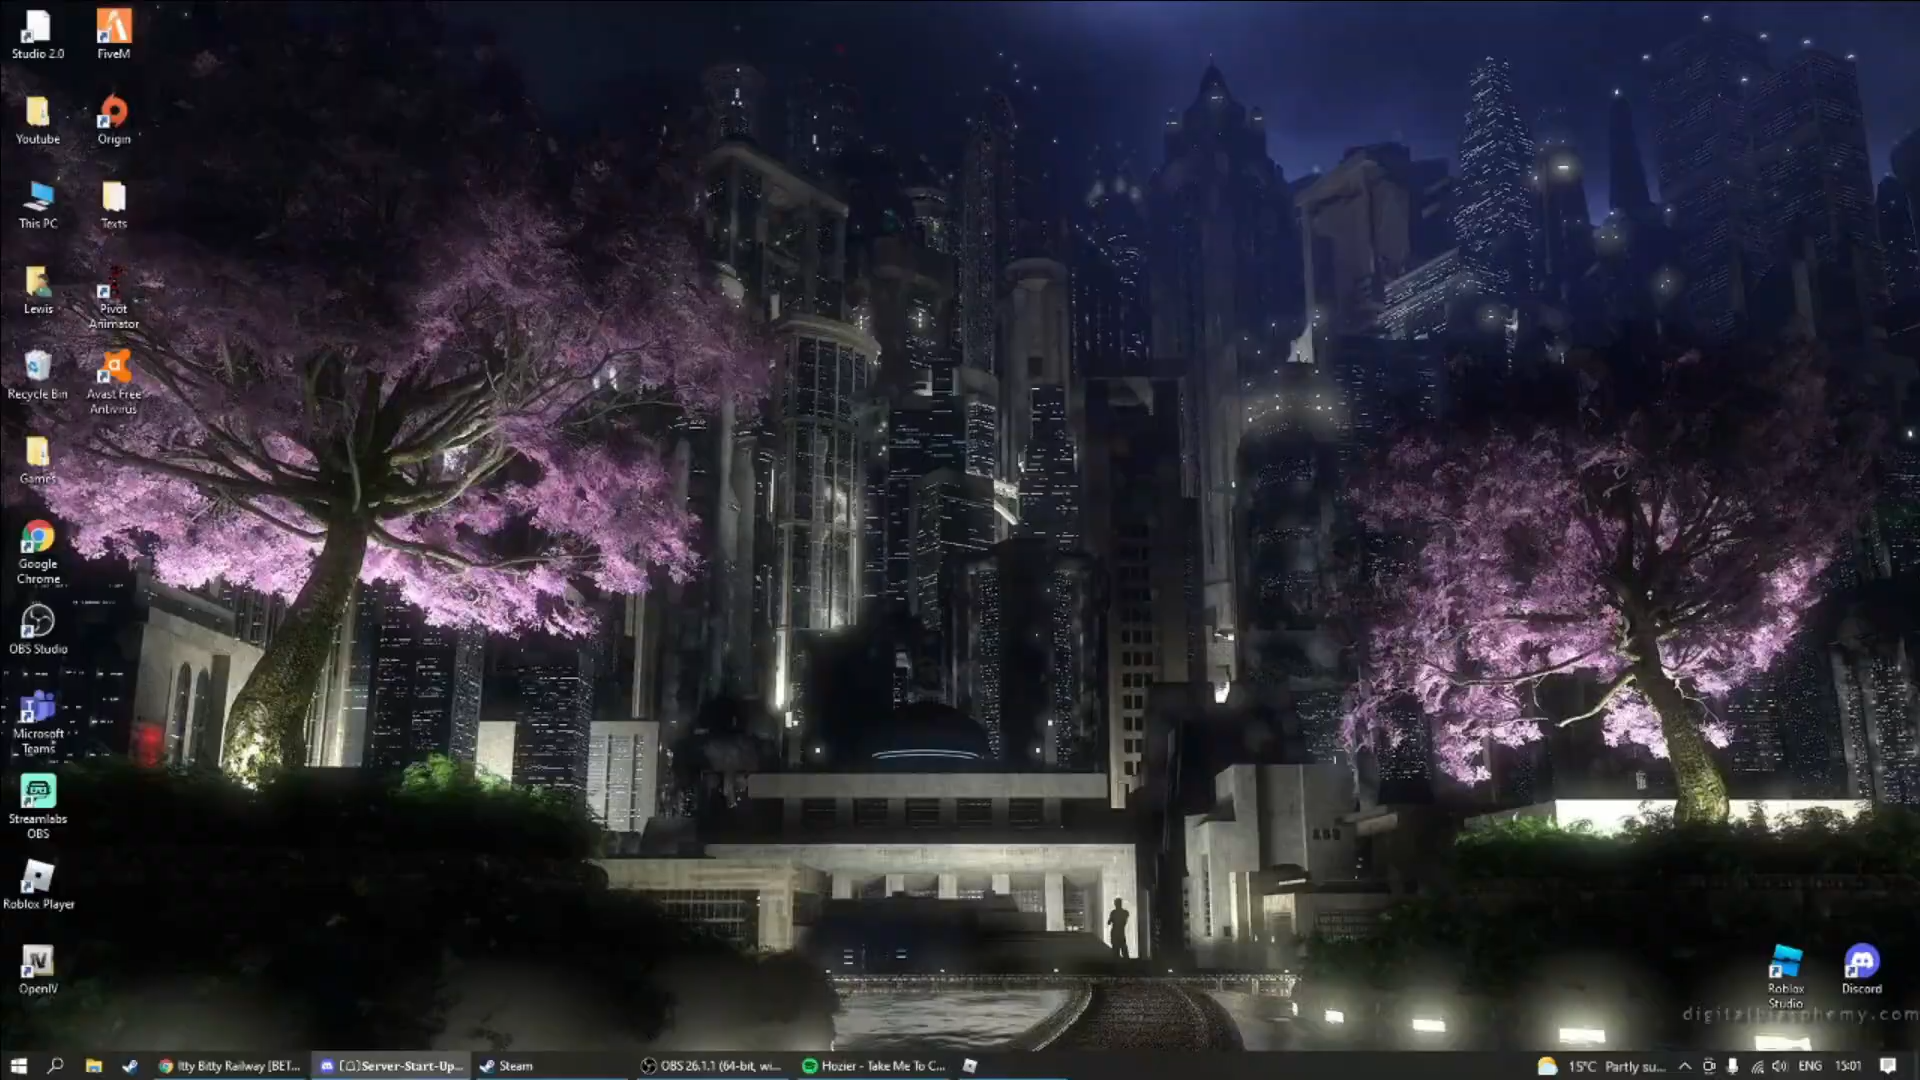 Studio 2.0
FiveM
Youtube
Origin
This PC
Texts
Lewis
Pivot
Animator
Recycle Bin
Avast Free
Antivirus
Games
Google
Chrome
OBS Studio
Microsoft
Teams
Streamlabs
OBS
Roblox Player
OpenIV
Roblox
Studio
Discord
Itty Bitty Railway [BET...
Server-Start-Up...
Steam
OBS 26.1.1 (64-bit, wi...
Hozier - Take Me To C...
15°C Partly su...
ENG
15:01